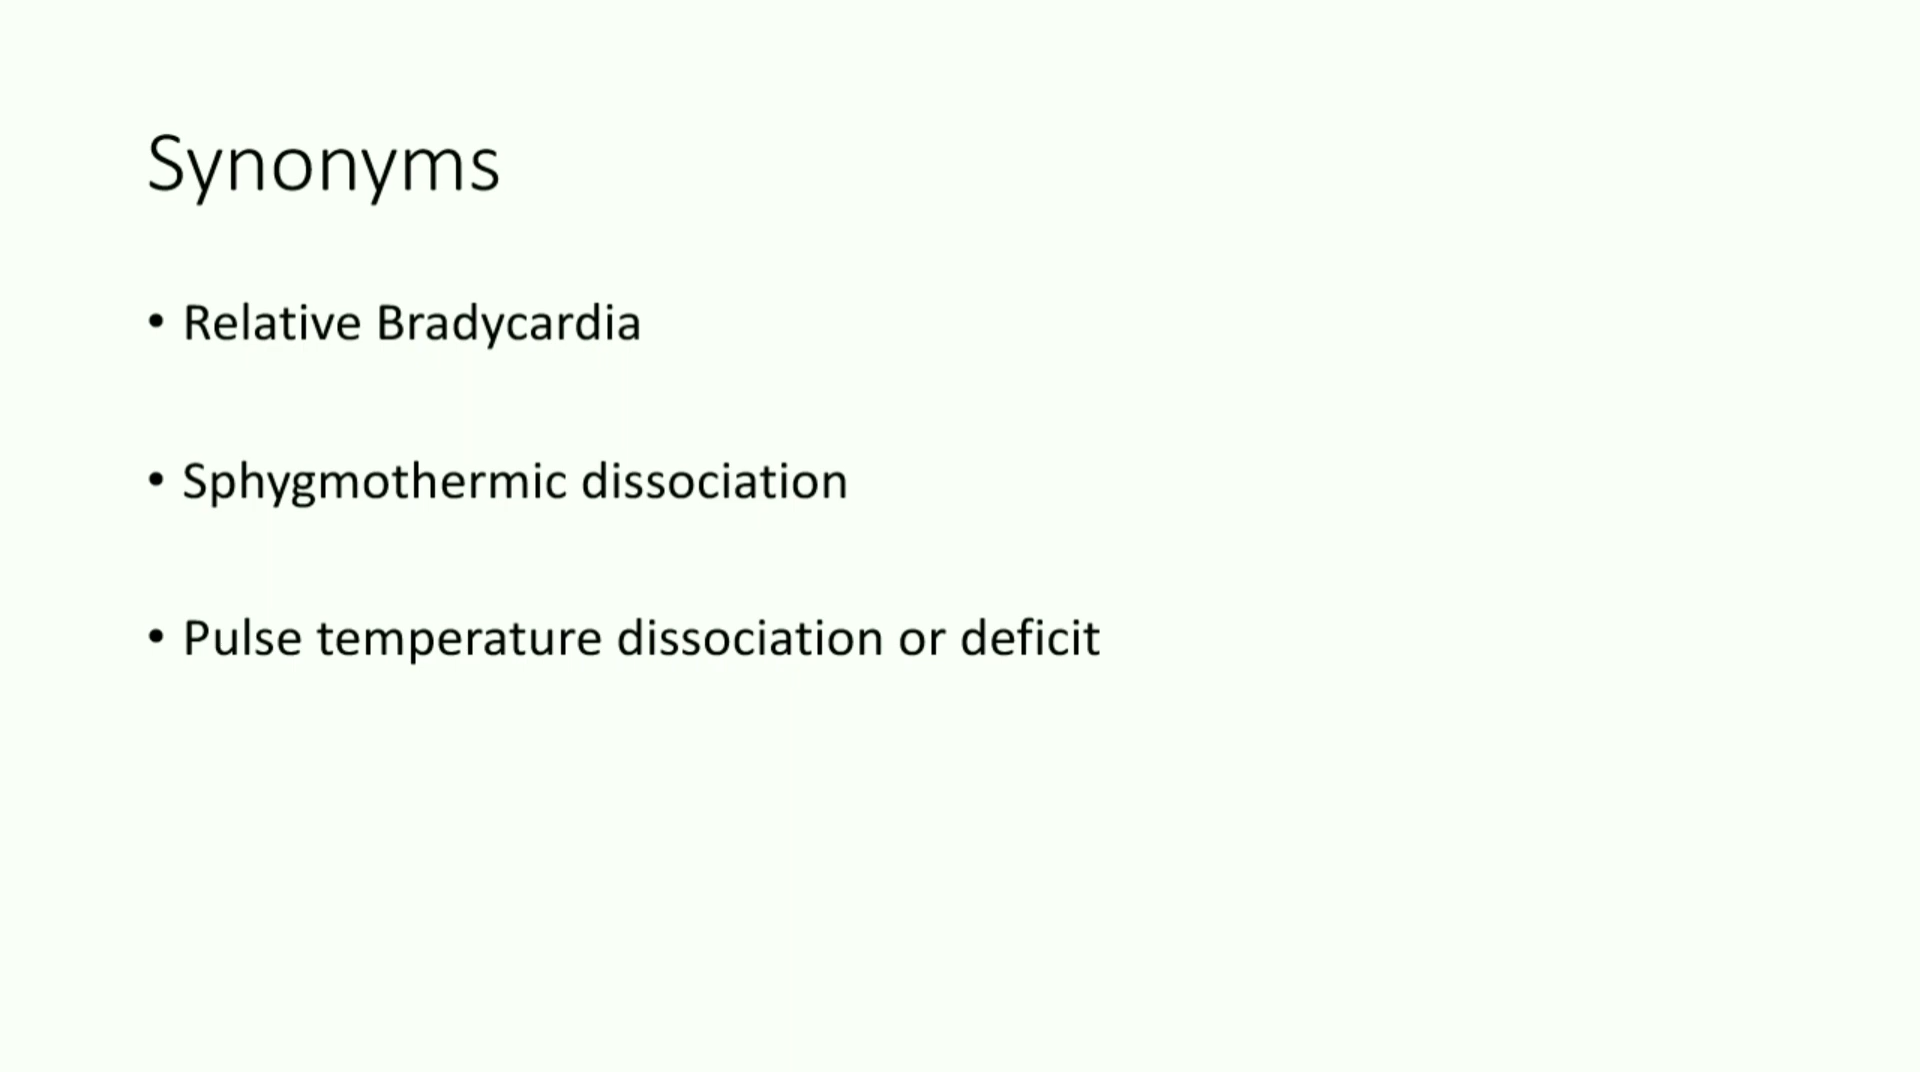 Synonyms
• Relative Bradycardia
• Sphygmothermic dissociation
• Pulse temperature dissociation or deficit